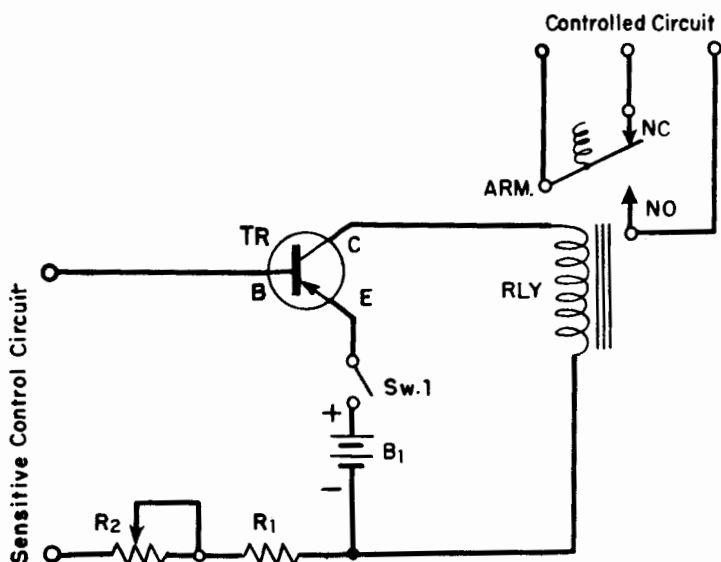 Controlled Circuit
NC
ARM.
NO
TR
C
B
E
RLY
Sw.1
+
B1
−
R2
R1
Sensitive Control Circuit